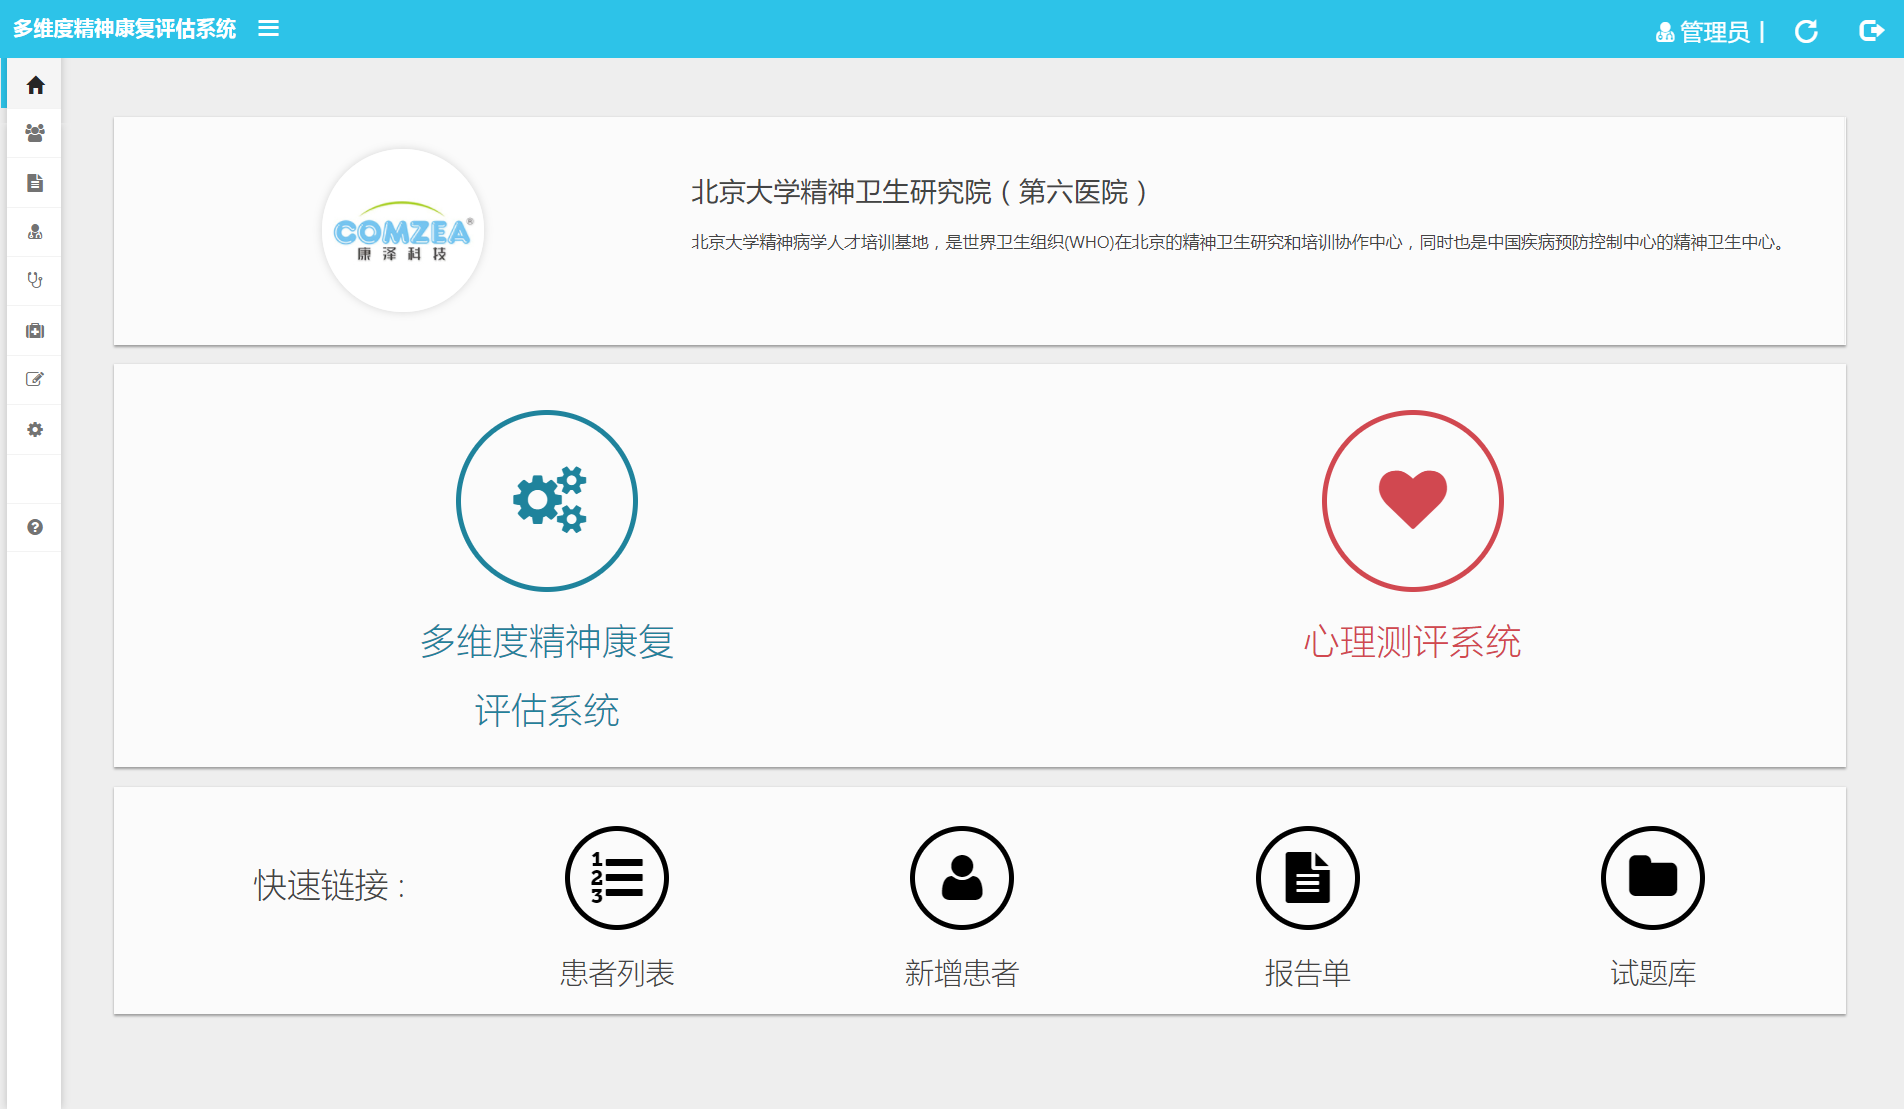 多维度精神康复评估系统
管理员 |
COMZEA®
康泽科技
北京大学精神卫生研究院（第六医院）
北京大学精神病学人才培训基地，是世界卫生组织(WHO)在北京的精神卫生研究和培训协作中心，同时也是中国疾病预防控制中心的精神卫生中心。
多维度精神康复
评估系统
心理测评系统
快速链接：
患者列表
新增患者
报告单
试题库